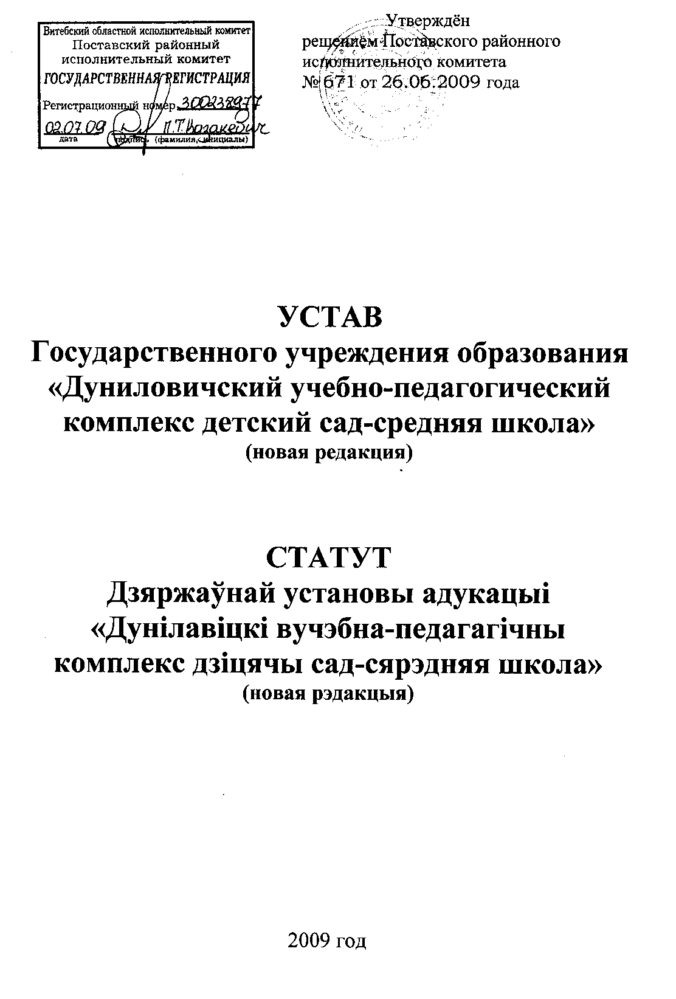 Витебский областной исполнительный комитет
Поставский районный
исполнительный комитет
ГОСУДАРСТВЕННАЯ РЕГИСТРАЦИЯ
Регистрационный номер 300238977
02.07.09 П.Т.
дата подпись (фамилия, инициалы)
Утверждён
решением Поставского районного
исполнительного комитета
№ 671 от 26.06.2009 года
УСТАВ
Государственного учреждения образования
«Дуниловичский учебно-педагогический
комплекс детский сад-средняя школа»
(новая редакция)
СТАТУТ
Дзяржаўнай установы адукацыі
«Дунілавіцкі вучэбна-педагагічны
комплекс дзіцячы сад-сярэдняя школа»
(новая рэдакцыя)
2009 год